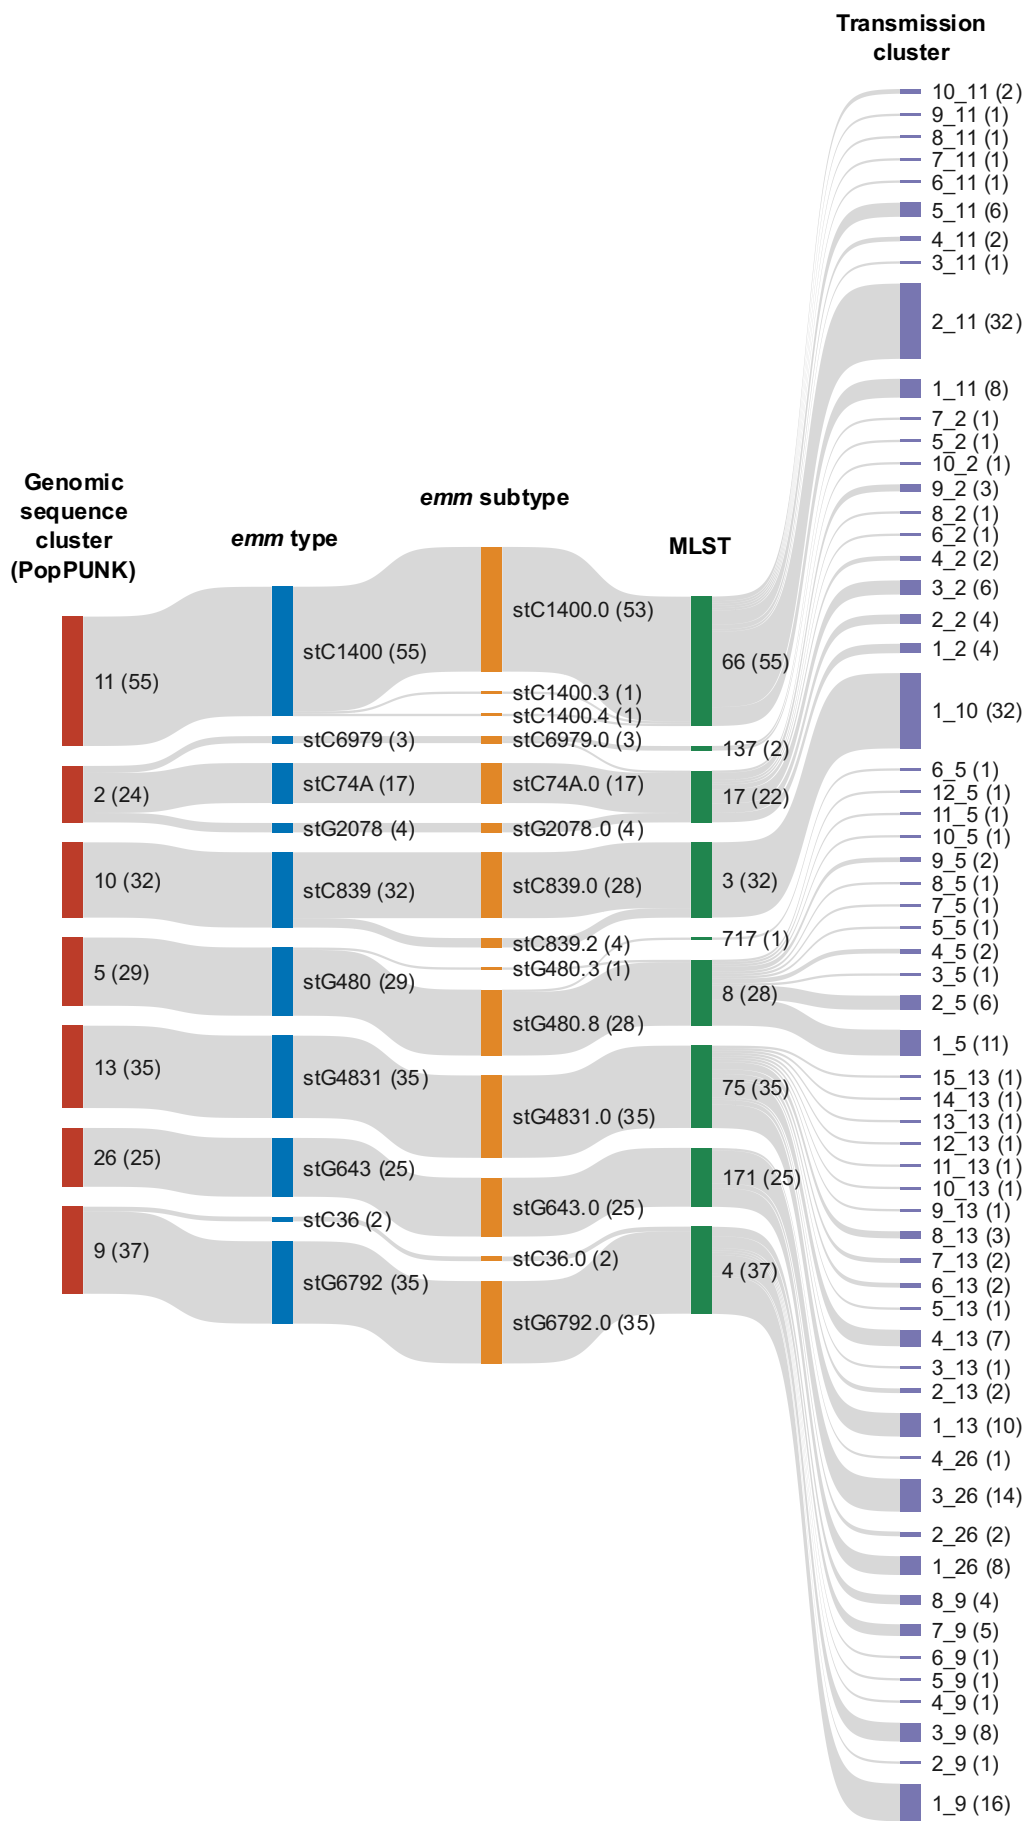 Transmission
cluster
Genomic
sequence
cluster
(PopPUNK)
emm type
emm subtype
MLST
11 (55)
2 (24)
10 (32)
5 (29)
13 (35)
26 (25)
9 (37)
stC1400 (55)
stC6979 (3)
stC74A (17)
stG2078 (4)
stC839 (32)
stG480 (29)
stG4831 (35)
stG643 (25)
stC36 (2)
stG6792 (35)
stC1400.0 (53)
stC1400.3 (1)
stC1400.4 (1)
stC6979.0 (3)
stC74A.0 (17)
stG2078.0 (4)
stC839.0 (28)
stC839.2 (4)
stG480.3 (1)
stG480.8 (28)
stG4831.0 (35)
stG643.0 (25)
stC36.0 (2)
stG6792.0 (35)
66 (55)
137 (2)
17 (22)
3 (32)
717 (1)
8 (28)
75 (35)
171 (25)
4 (37)
10_11 (2)
9_11 (1)
8_11 (1)
7_11 (1)
6_11 (1)
5_11 (6)
4_11 (2)
3_11 (1)
2_11 (32)
1_11 (8)
7_2 (1)
5_2 (1)
10_2 (1)
9_2 (3)
8_2 (1)
6_2 (1)
4_2 (2)
3_2 (6)
2_2 (4)
1_2 (4)
1_10 (32)
6_5 (1)
12_5 (1)
11_5 (1)
10_5 (1)
9_5 (2)
8_5 (1)
7_5 (1)
5_5 (1)
4_5 (2)
3_5 (1)
2_5 (6)
1_5 (11)
15_13 (1)
14_13 (1)
13_13 (1)
12_13 (1)
11_13 (1)
10_13 (1)
9_13 (1)
8_13 (3)
7_13 (2)
6_13 (2)
5_13 (1)
4_13 (7)
3_13 (1)
2_13 (2)
1_13 (10)
4_26 (1)
3_26 (14)
2_26 (2)
1_26 (8)
8_9 (4)
7_9 (5)
6_9 (1)
5_9 (1)
4_9 (1)
3_9 (8)
2_9 (1)
1_9 (16)